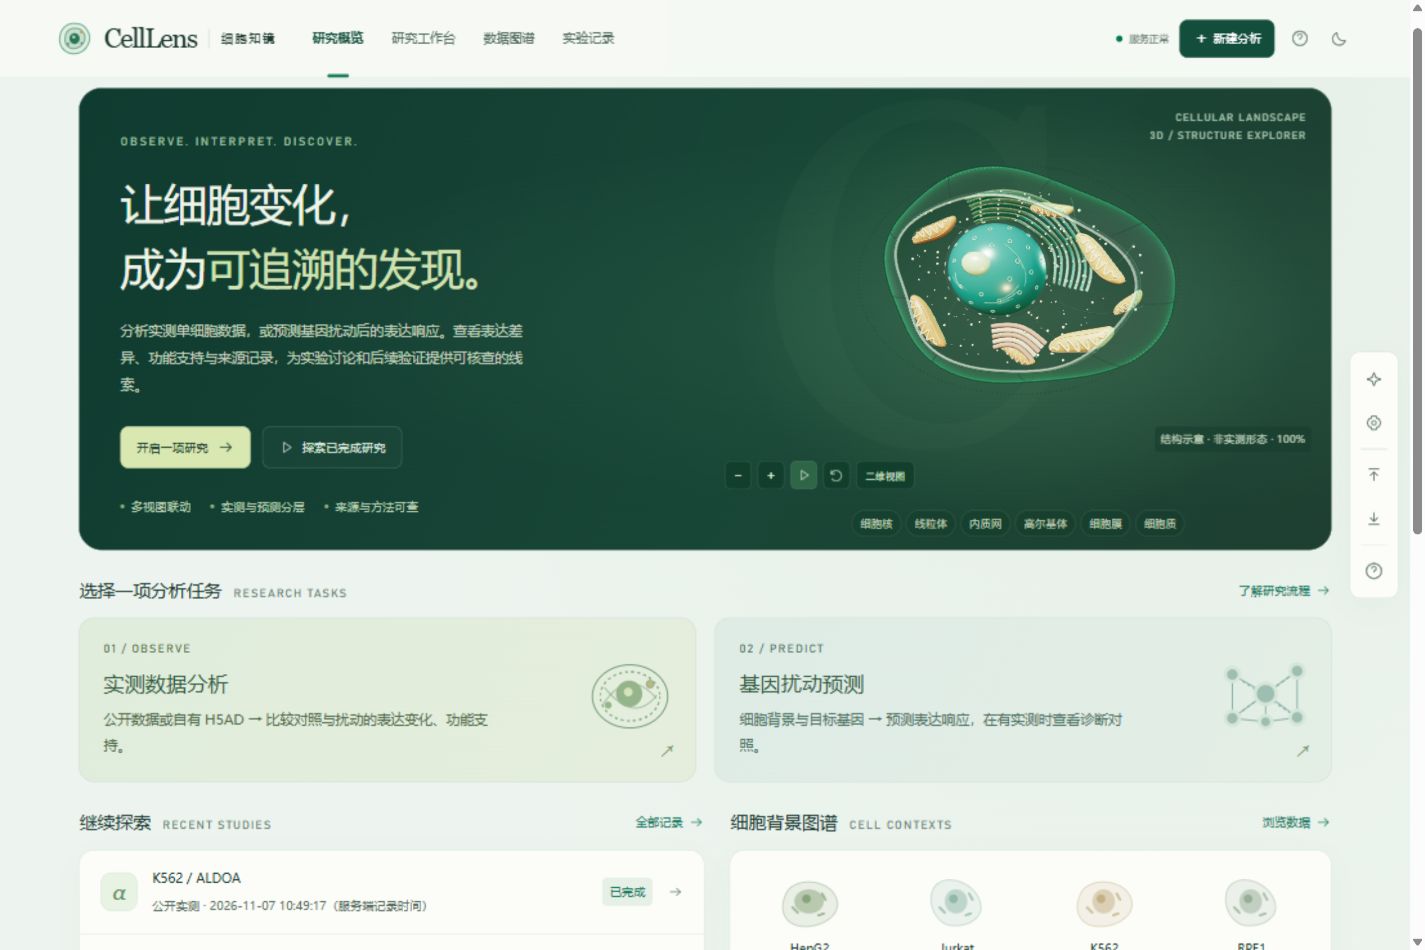 CellLens 细胞知镜 研究概览 研究工作台 数据图谱 实验记录 服务正常 + 新建分析
CELLULAR LANDSCAPE
3D / STRUCTURE EXPLORER
OBSERVE. INTERPRET. DISCOVER.
让细胞变化，
成为可追溯的发现。
分析实测单细胞数据，或预测基因扰动后的表达响应。查看表达差
异、功能支持与来源记录，为实验讨论和后续验证提供可核查的线
索。
开启一项研究 → 探索已完成研究
结构示意 · 非实测形态 · 100%
− + 二维视图
• 多视图联动 • 实测与预测分层 • 来源与方法可查
细胞核 线粒体 内质网 高尔基体 细胞膜 细胞质
选择一项分析任务 RESEARCH TASKS 了解研究流程 →
01 / OBSERVE
实测数据分析
公开数据或自有 H5AD → 比较对照与扰动的表达变化、功能支
持。
02 / PREDICT
基因扰动预测
细胞背景与目标基因 → 预测表达响应，在有实测时查看诊断对
照。
继续探索 RECENT STUDIES 全部记录 →
细胞背景图谱 CELL CONTEXTS 浏览数据 →
α
K562 / ALDOA
公开实测 · 2026-11-07 10:49:17（服务端记录时间）
已完成 →
HepG2 Jurkat K562 RPE1